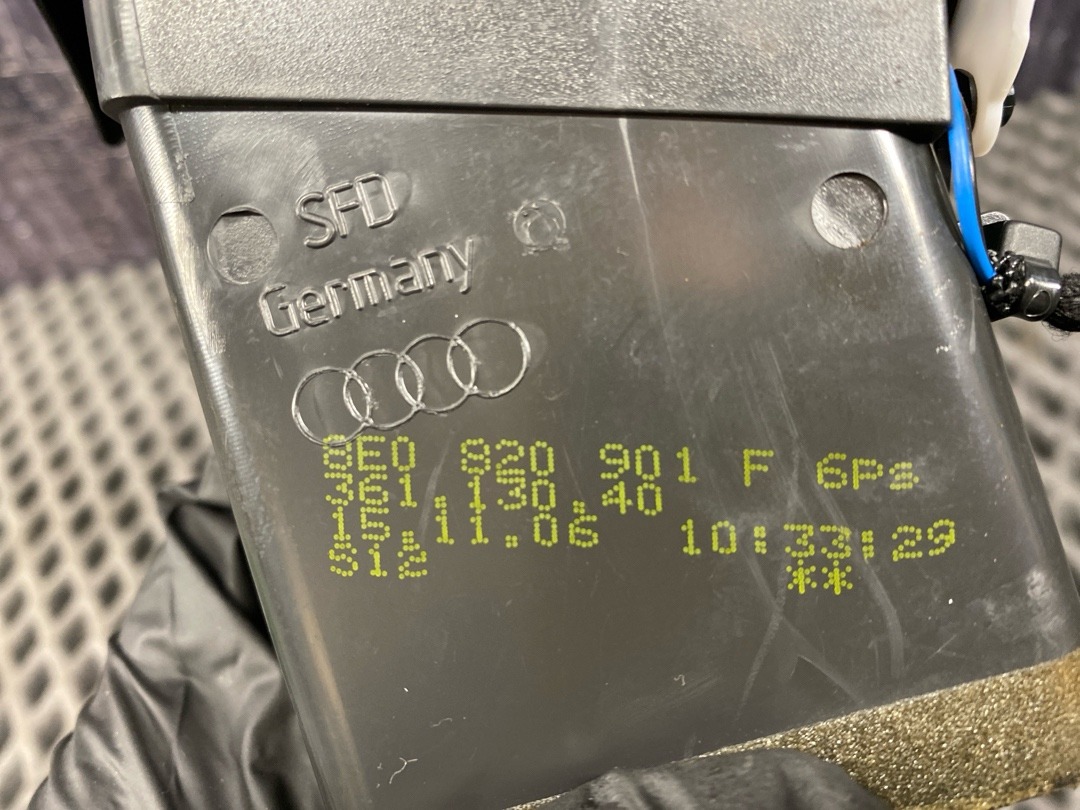 SFD
Germany
8E0 820 901 F 6Ps
361.130.40
15.11.06 10:33:29
S12 **